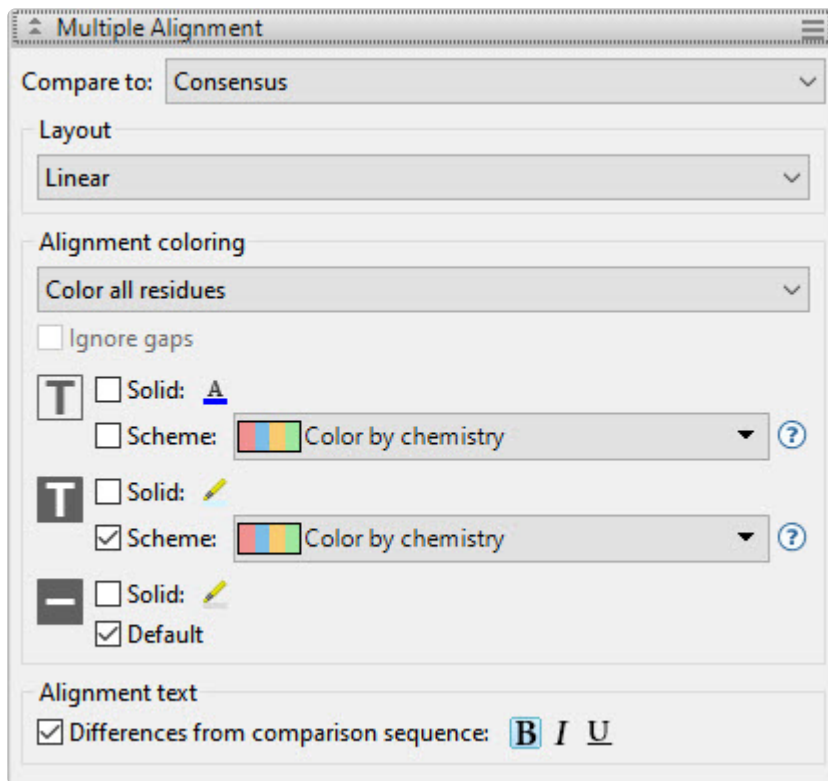 Multiple Alignment
Compare to: Consensus
Layout
Linear
Alignment coloring
Color all residues
Ignore gaps
T Solid: A
Scheme: Color by chemistry ?
T Solid:
Scheme: Color by chemistry ?
Solid:
Default
Alignment text
Differences from comparison sequence: B I U